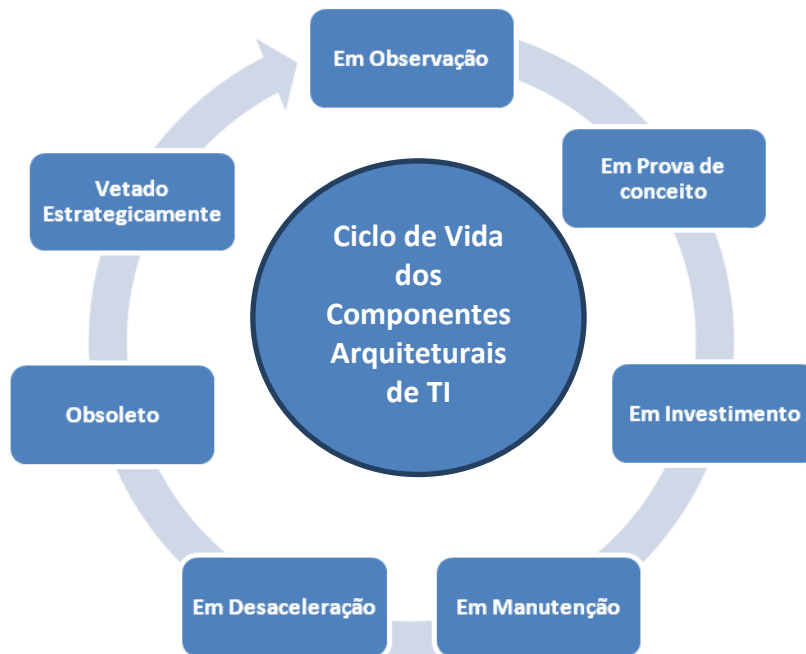 Em Observação
Em Prova de
conceito
Em Investimento
Em Manutenção
Em Desaceleração
Obsoleto
Vetado
Estrategicamente
Ciclo de Vida
dos
Componentes
Arquiteturais
de TI